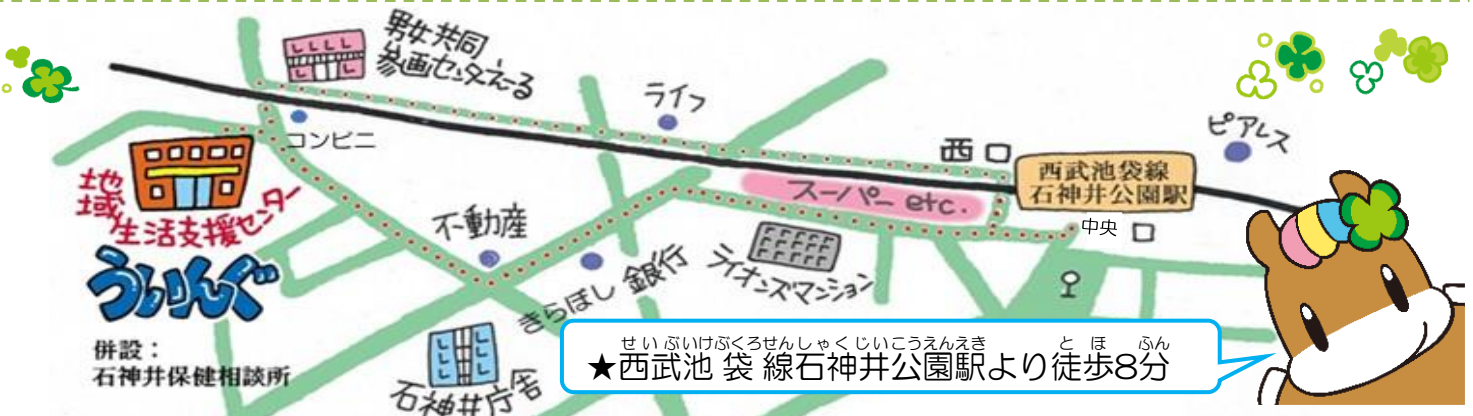 男女共同
参画センターえーる
コンビニ
ライフ
西口
ピアレス
西武池袋線
石神井公園駅
スーパー etc.
中央 口
地域
生活支援センター
ういんぐ
併設：
石神井保健相談所
不動産
きらぼし 銀行
ライオンズマンション
石神井庁舎
せいぶいけぶくろせんしゃくじいこうえんえき とほ ふん
★西武池袋線石神井公園駅より徒歩8分